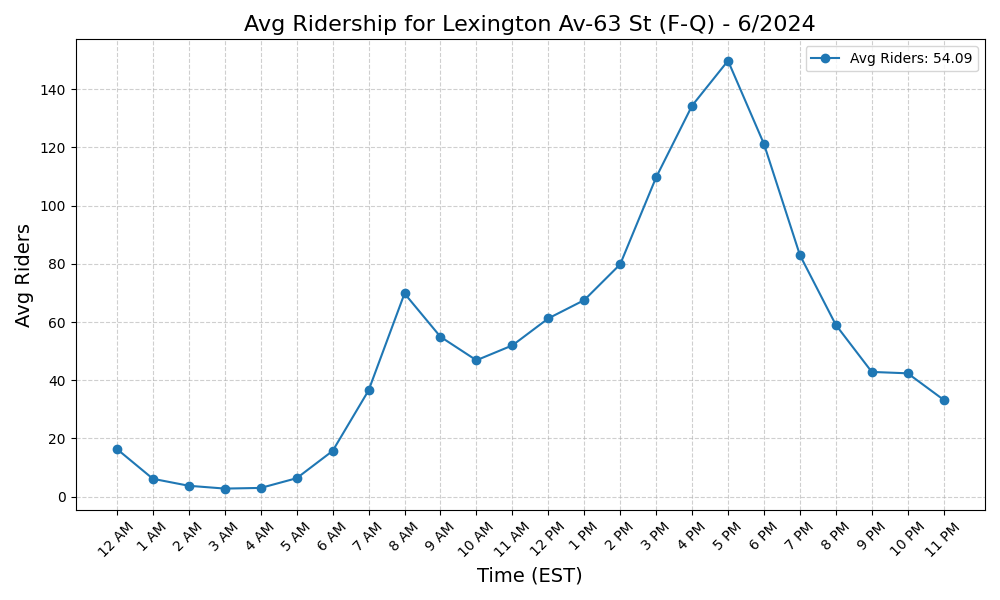 Avg Ridership for Lexington Av-63 St (F-Q) - 6/2024
Avg Riders: 54.09
Avg Riders
140
120
100
80
60
40
20
0
12 AM
1 AM
2 AM
3 AM
4 AM
5 AM
6 AM
7 AM
8 AM
9 AM
10 AM
11 AM
12 PM
1 PM
2 PM
3 PM
4 PM
5 PM
6 PM
7 PM
8 PM
9 PM
10 PM
11 PM
Time (EST)